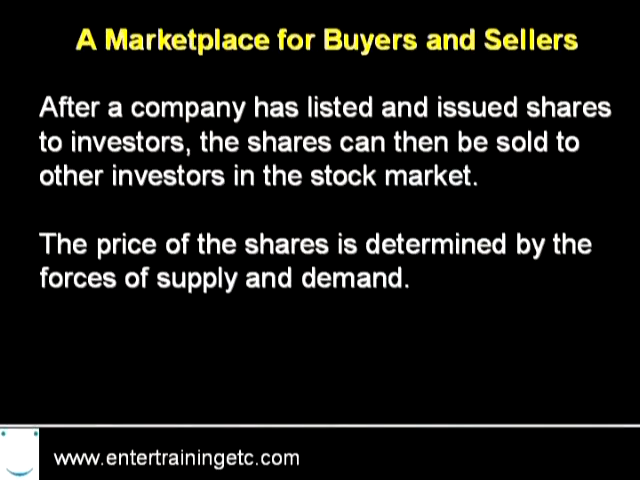 A Marketplace for Buyers and Sellers
After a company has listed and issued shares
to investors, the shares can then be sold to
other investors in the stock market.
The price of the shares is determined by the
forces of supply and demand.
www.entertrainingetc.com